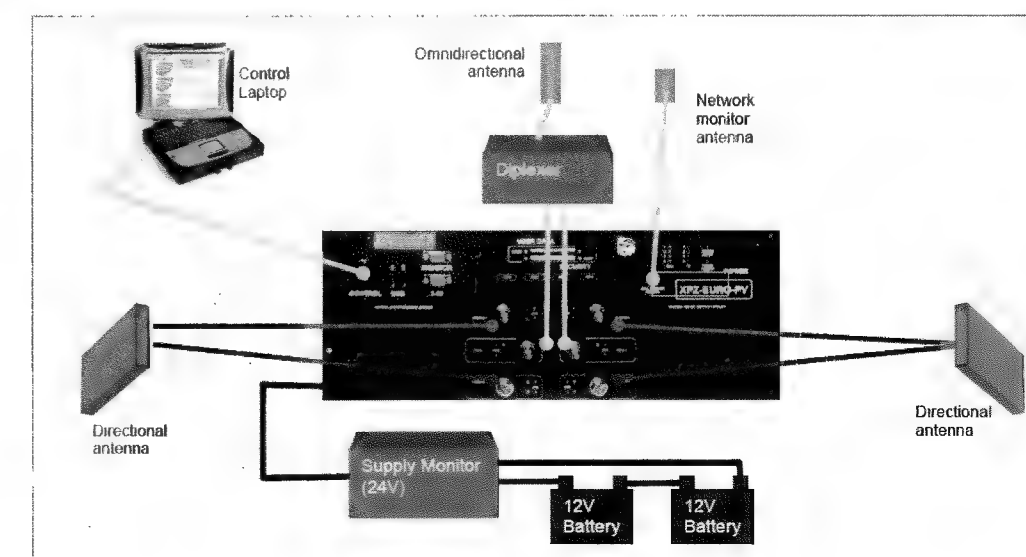 Control
Laptop
Omnidirectional
antenna
Network
monitor
antenna
Diplexer
XPZ-EURO-PV
Directional
antenna
Directional
antenna
Supply Monitor
(24V)
12V
Battery
12V
Battery